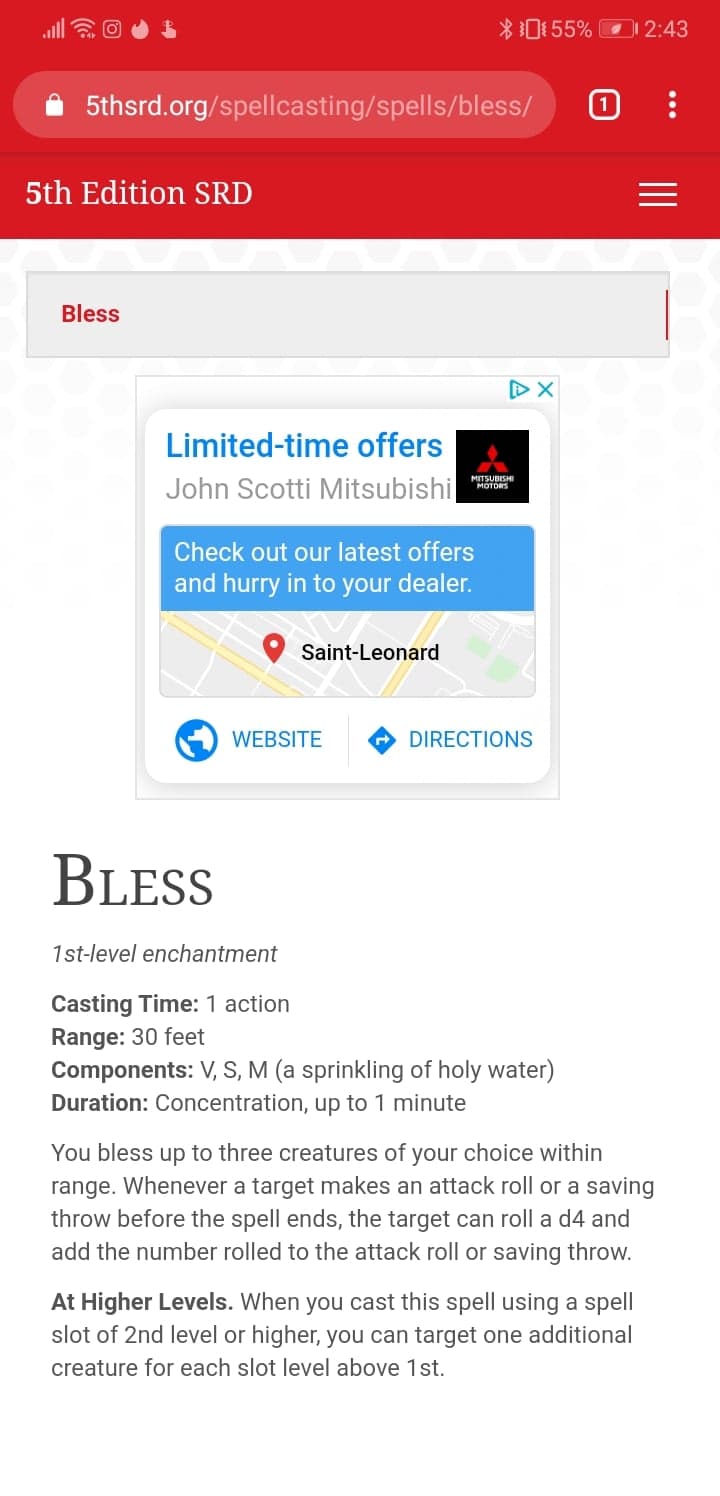 55% 2:43
5thsrd.org/spellcasting/spells/bless/ 1
5th Edition SRD
Bless
Limited-time offers
John Scotti Mitsubishi
MITSUBISHI
MOTORS
Check out our latest offers
and hurry in to your dealer.
Saint-Leonard
WEBSITE DIRECTIONS
BLESS
1st-level enchantment
Casting Time: 1 action
Range: 30 feet
Components: V, S, M (a sprinkling of holy water)
Duration: Concentration, up to 1 minute
You bless up to three creatures of your choice within
range. Whenever a target makes an attack roll or a saving
throw before the spell ends, the target can roll a d4 and
add the number rolled to the attack roll or saving throw.
At Higher Levels. When you cast this spell using a spell
slot of 2nd level or higher, you can target one additional
creature for each slot level above 1st.